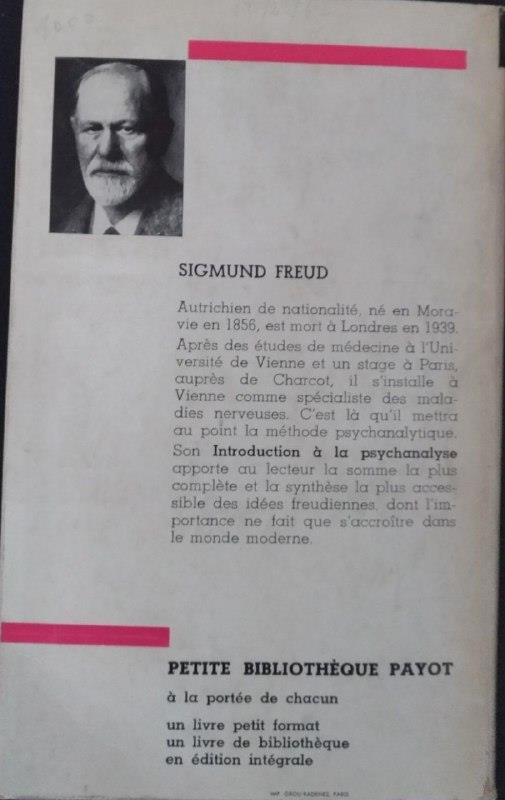 SIGMUND FREUD
Autrichien de nationalité, né en Mora-
vie en 1856, est mort à Londres en 1939.
Après des études de médecine à l'Uni-
versité de Vienne et un stage à Paris,
auprès de Charcot, il s'installe à
Vienne comme spécialiste des mala-
dies nerveuses. C'est là qu'il mettra
au point la méthode psychanalytique.
Son Introduction à la psychanalyse
apporte au lecteur la somme la plus
complète et la synthèse la plus acces-
sible des idées freudiennes, dont l'im-
portance ne fait que s'accroître dans
le monde moderne.
PETITE BIBLIOTHÈQUE PAYOT
à la portée de chacun
un livre petit format
un livre de bibliothèque
en édition intégrale
IMP. GROU-RADENEZ, PARIS